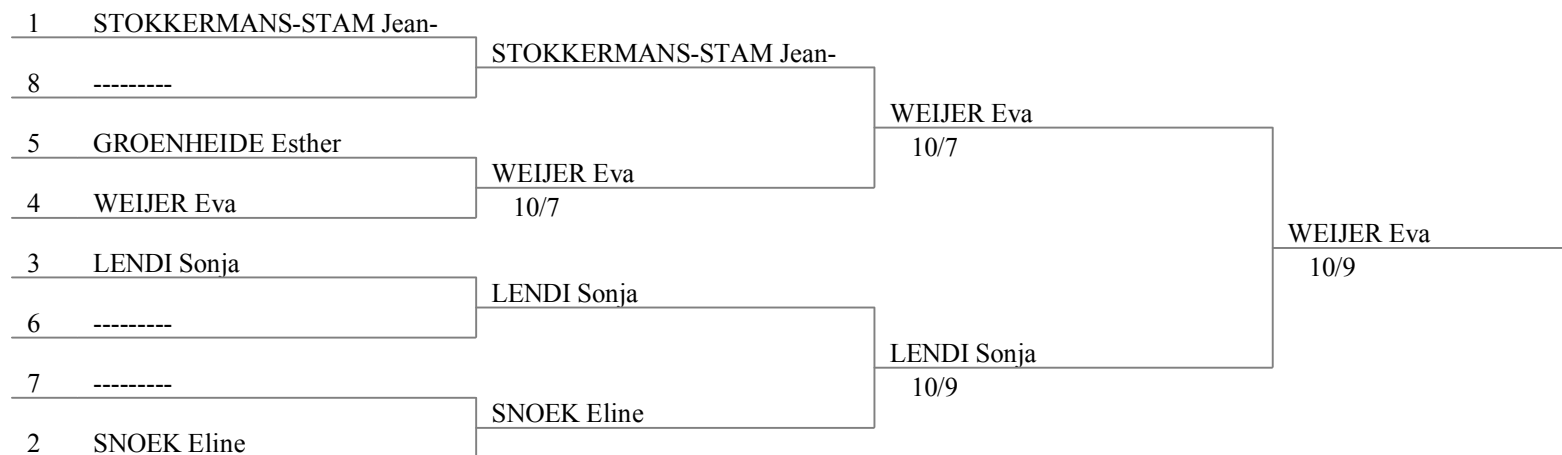 1 STOKKERMANS-STAM Jean-
STOKKERMANS-STAM Jean-
8 ---------
WEIJER Eva
10/7
5 GROENHEIDE Esther
WEIJER Eva
10/7
4 WEIJER Eva
WEIJER Eva
10/9
3 LENDI Sonja
LENDI Sonja
6 ---------
LENDI Sonja
10/9
7 ---------
SNOEK Eline
2 SNOEK Eline